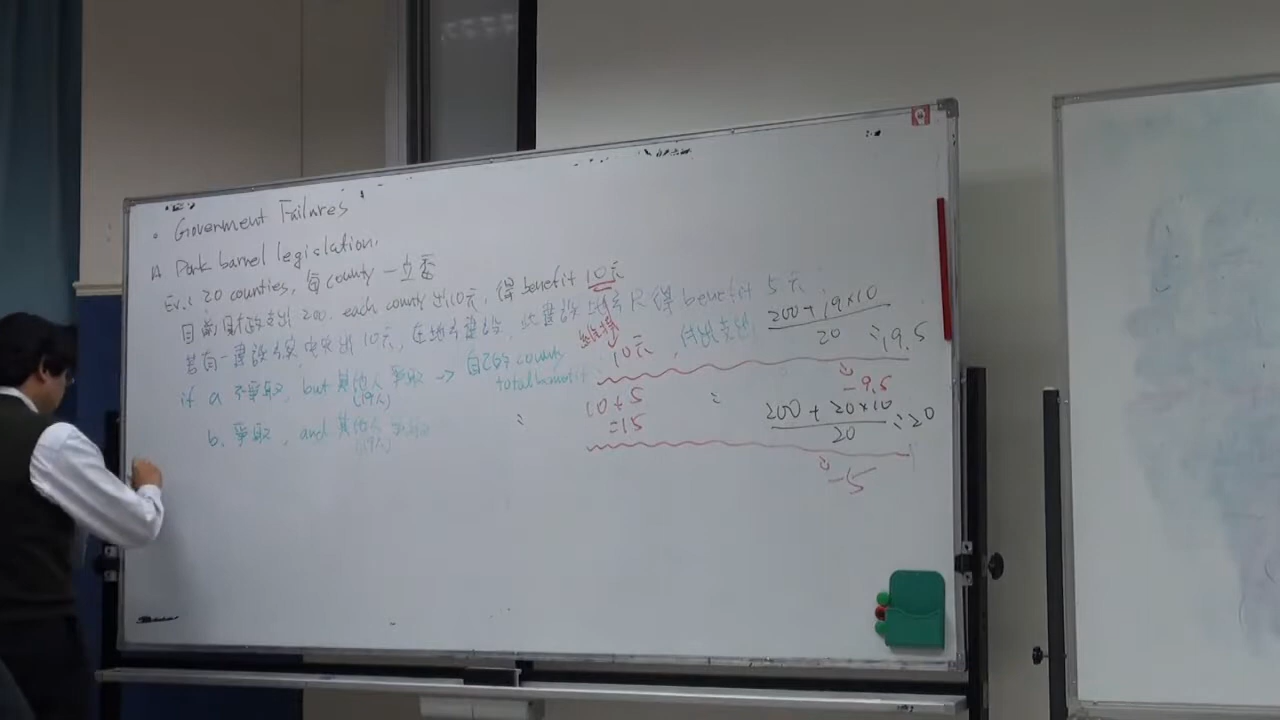 • Government Failures
A Pork barrel legislation,
Ex: 20 counties, 每 county 一立委
目前財政支出 200, each county 出10元, 得 benefit 10元
若有一建設案中央出 10元, 在地方建設, 此建設地方只得 benefit 5元
if a 不爭取, but 其他人爭取 → 自己的 county total benefit = 10元, 付出支出 (200+19×10)/20 = 19.5
(19人)
⇒ -9.5
b. 爭取, and 其他人爭取 = 10+5 =15 = (200+20×10)/20 = 20
(19人)
⇒ -5